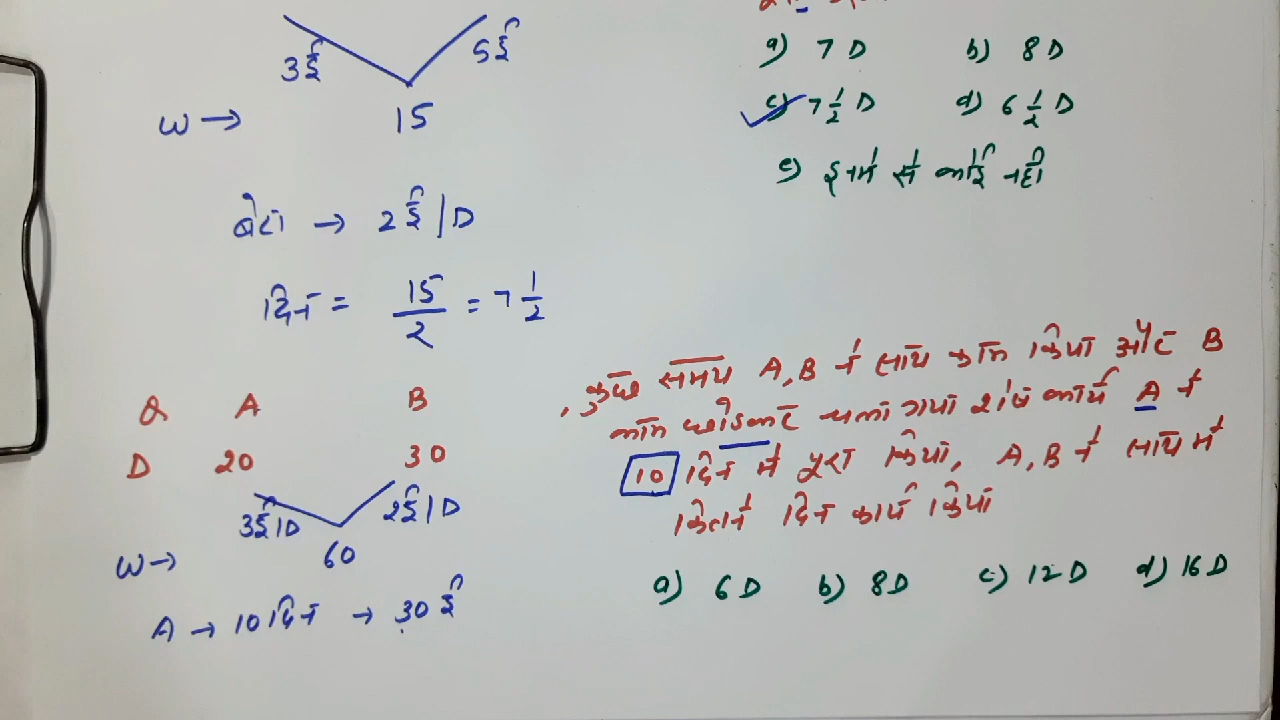 3ई 5ई
W → 15
बेटा → 2ई/D
दिन = 15/2 = 7 1/2
a) 7 D b) 8 D
c) 7 1/2 D d) 6 1/2 D
e) इनमें से कोई नही
Q A B
D 20 30
3ई/D 2ई/D
W → 60
A → 10 दिन → 30 ई
, कुछ समय A, B ने साथ काम किया और B
काम छोडकर चला गया शेष कार्य A ने
10 दिन में पूरा किया, A, B ने साथ में
कितने दिन कार्य किया
a) 6 D b) 8 D c) 12 D d) 16 D